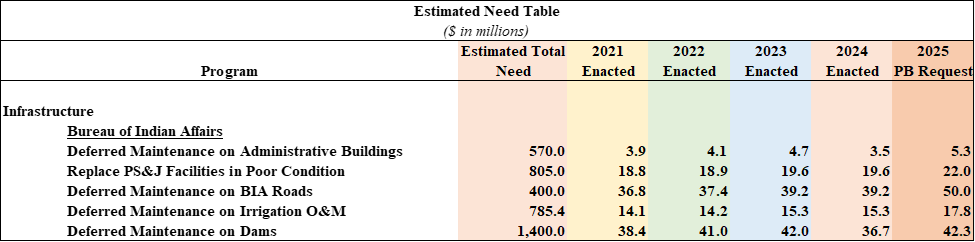 Estimated Need Table
($ in millions)
Estimated Total 2021 2022 2023 2024 2025
Program Need Enacted Enacted Enacted Enacted PB Request
Infrastructure
Bureau of Indian Affairs
Deferred Maintenance on Administrative Buildings 570.0 3.9 4.1 4.7 3.5 5.3
Replace PS&J Facilities in Poor Condition 805.0 18.8 18.9 19.6 19.6 22.0
Deferred Maintenance on BIA Roads 400.0 36.8 37.4 39.2 39.2 50.0
Deferred Maintenance on Irrigation O&M 785.4 14.1 14.2 15.3 15.3 17.8
Deferred Maintenance on Dams 1,400.0 38.4 41.0 42.0 36.7 42.3